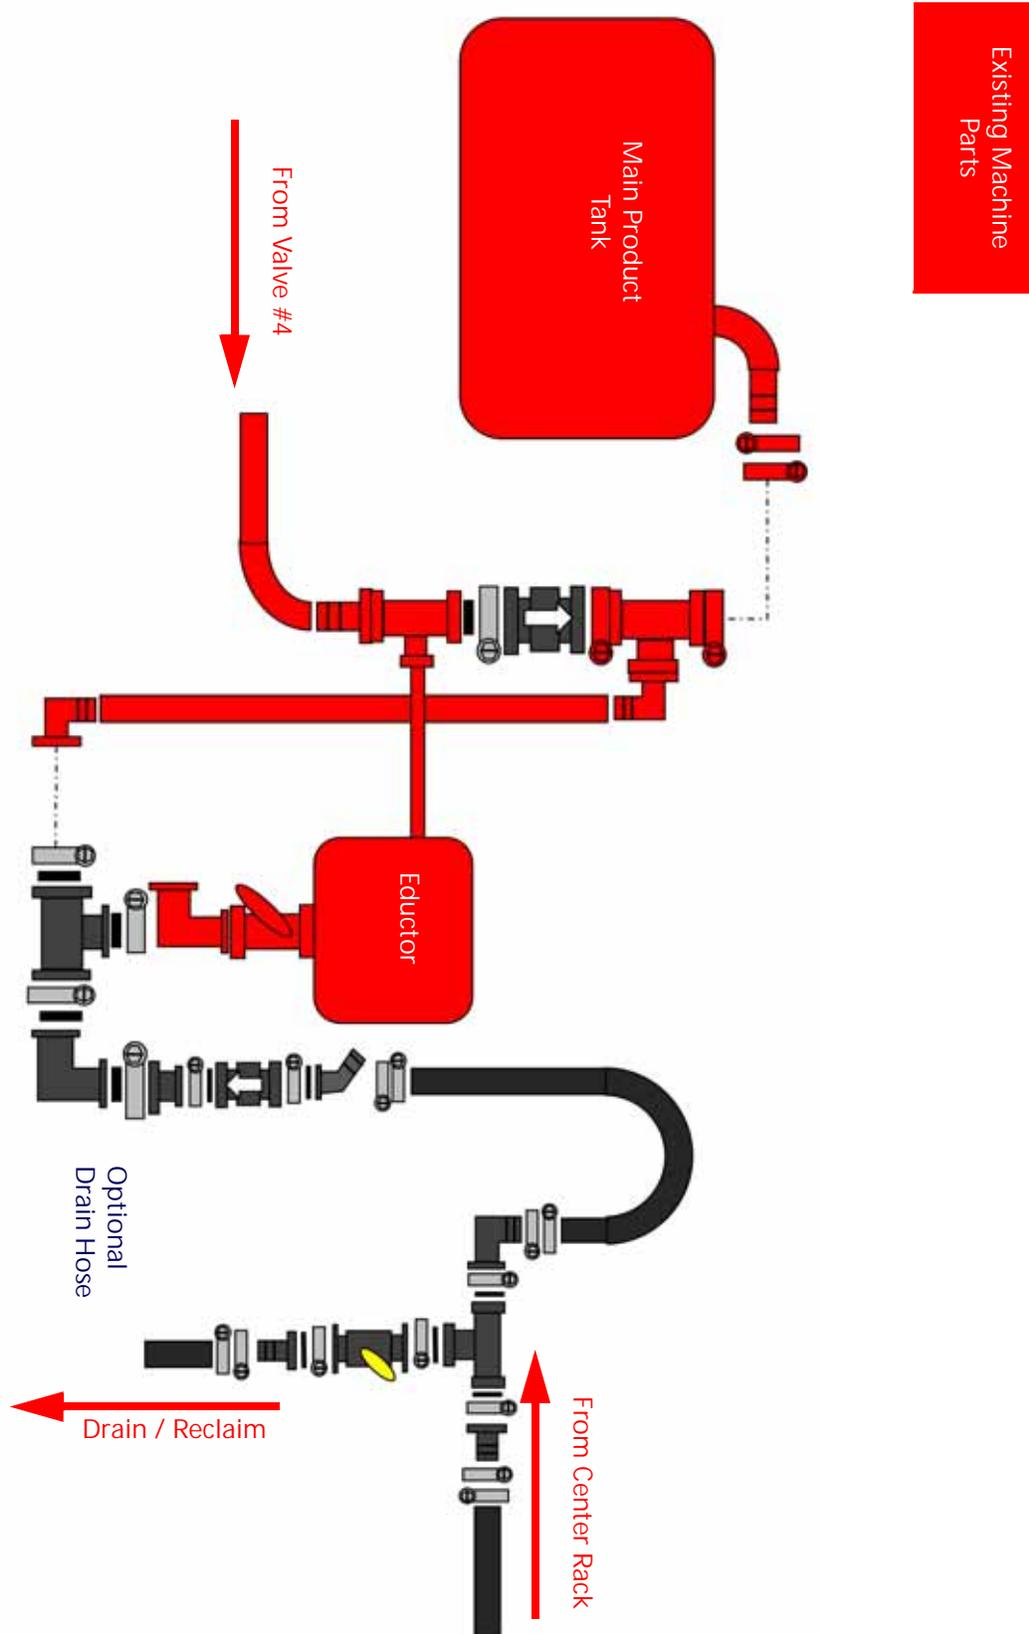 Existing Machine
Parts
Main Product
Tank
From Valve #4
Eductor
Optional
Drain Hose
Drain / Reclaim
From Center Rack